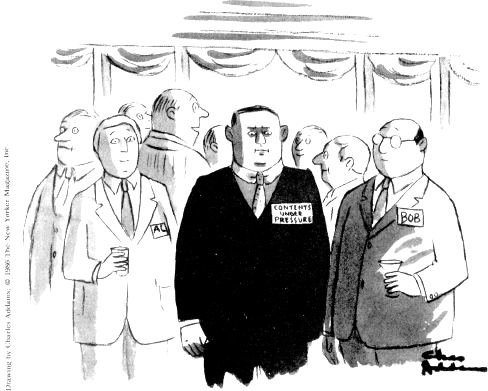 Drawing by Charles Addams; © 1986 The New Yorker Magazine, Inc
AL
CONTENTS
UNDER
PRESSURE
BOB
Chas
Addams